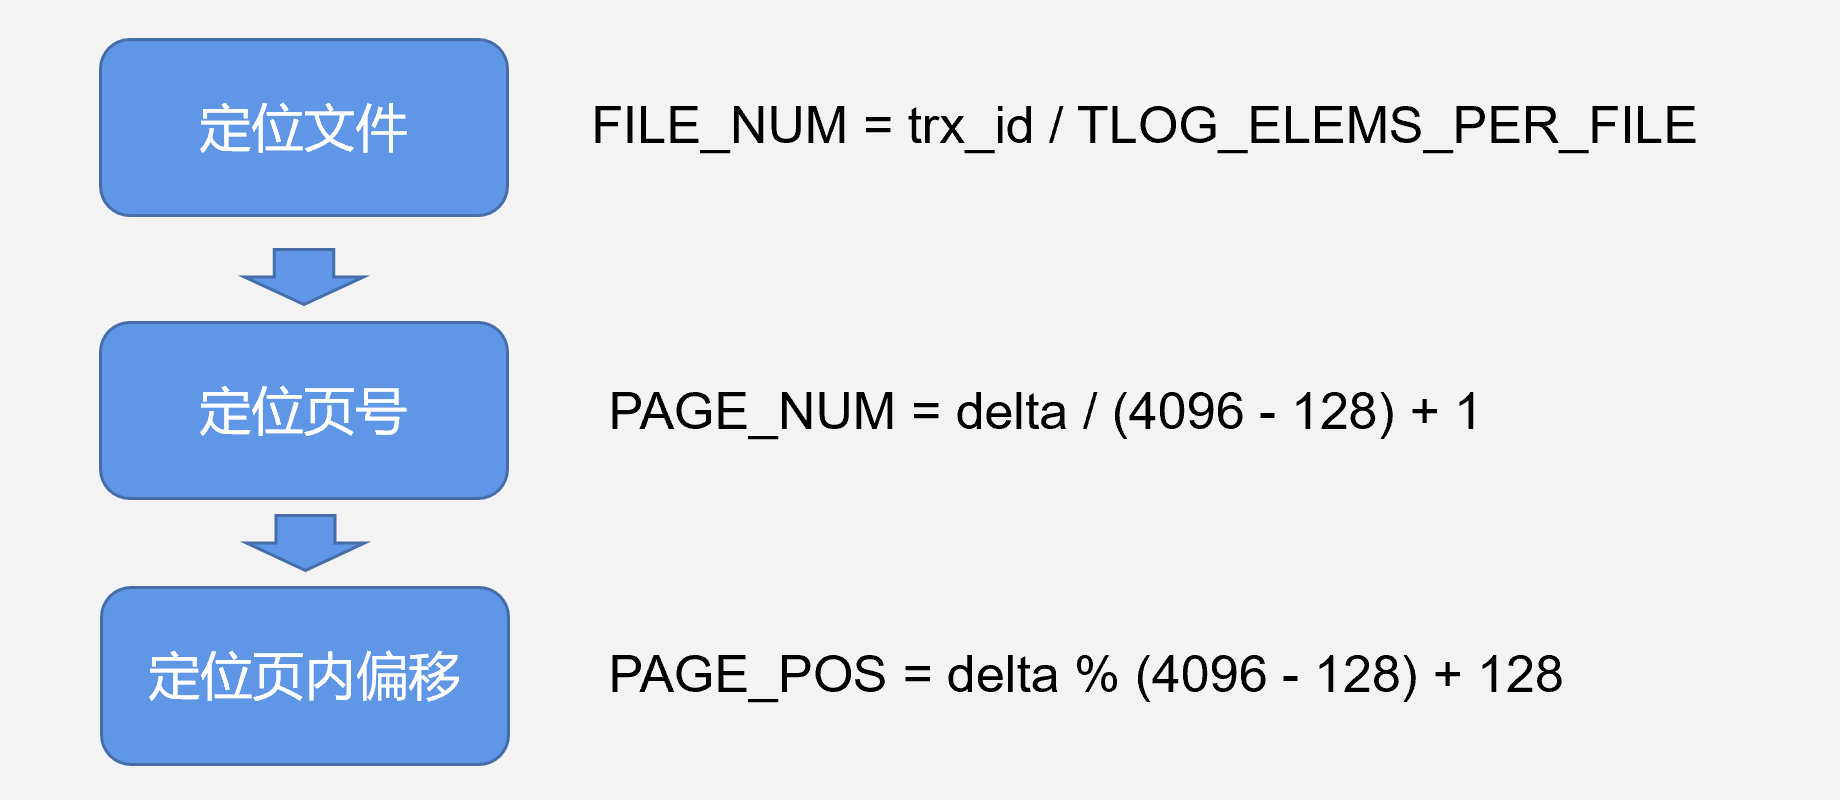 定位文件
FILE_NUM = trx_id / TLOG_ELEMS_PER_FILE
定位页号
PAGE_NUM = delta / (4096 - 128) + 1
定位页内偏移
PAGE_POS = delta % (4096 - 128) + 128